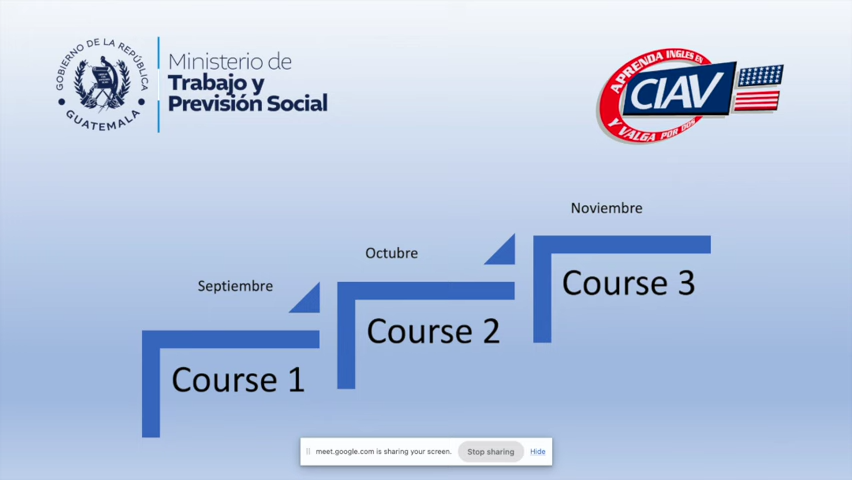 GOBIERNO DE LA REPÚBLICA
GUATEMALA
Ministerio de
Trabajo y
Previsión Social
APRENDA INGLES EN
CIAV
Y VALGA POR DOS
Noviembre
Octubre
Septiembre
Course 3
Course 2
Course 1
meet.google.com is sharing your screen.
Stop sharing
Hide